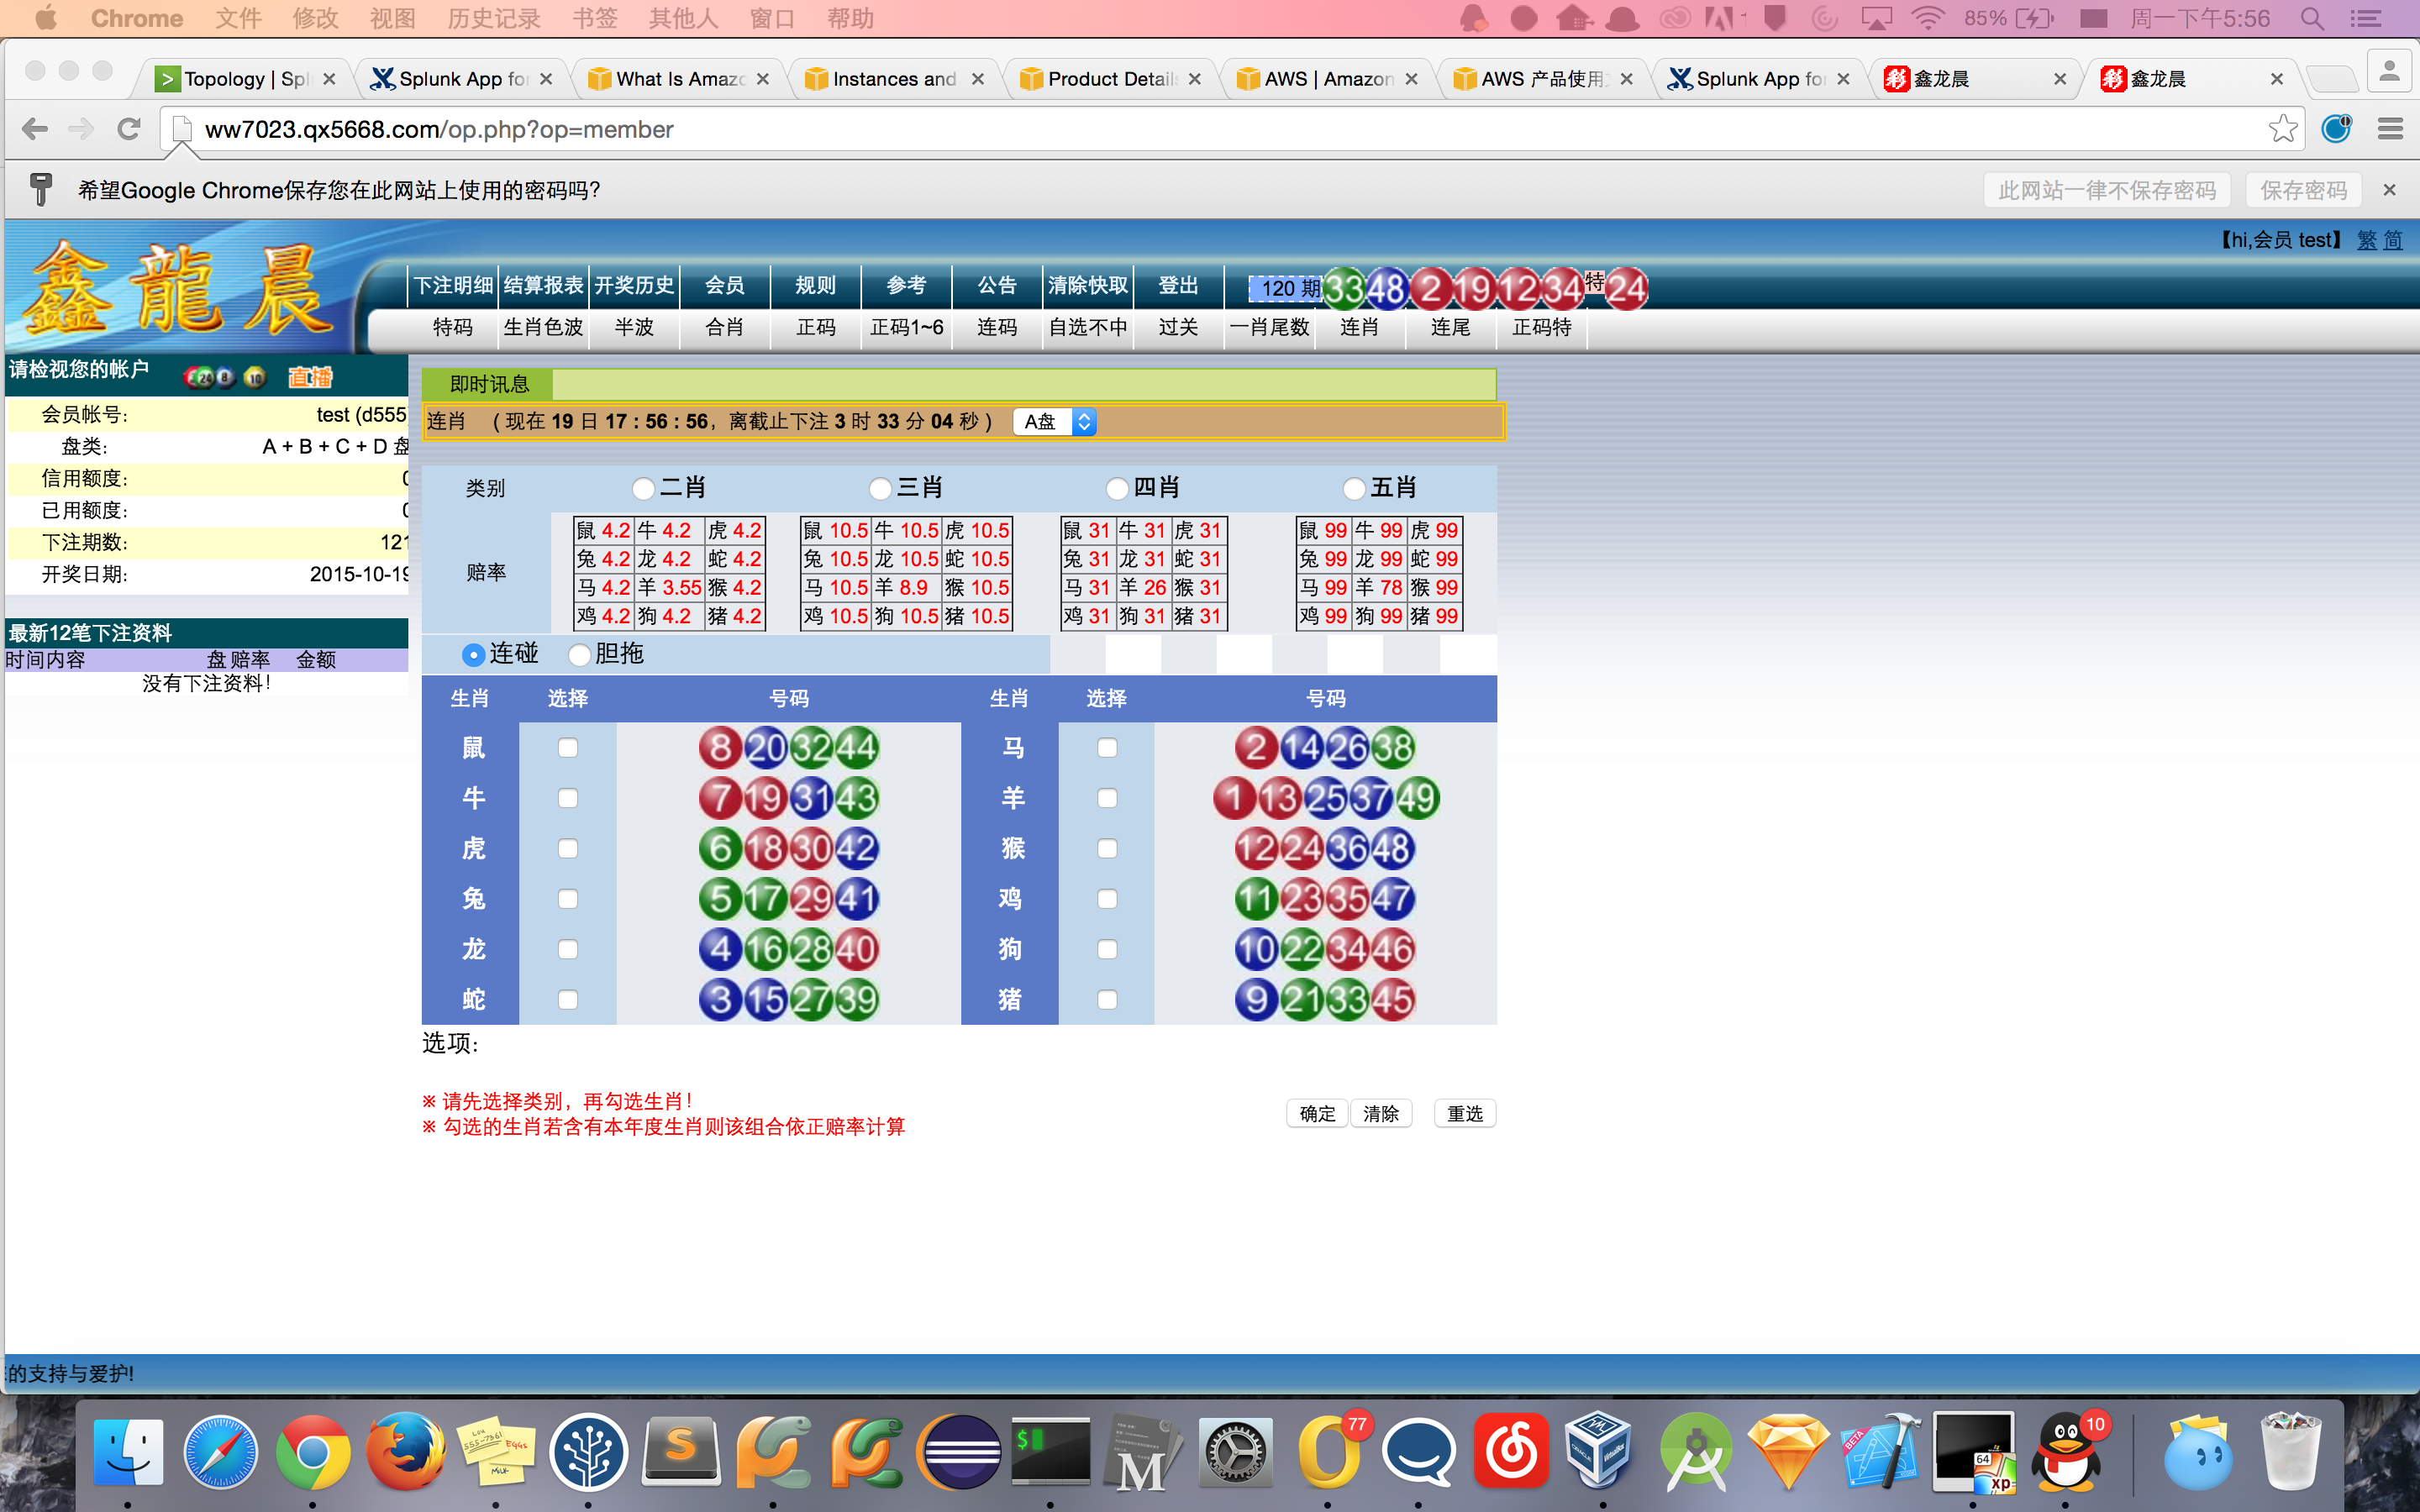 Chrome 文件 修改 视图 历史记录 书签 其他人 窗口 帮助 85% 周一下午5:56
Topology | Spl Splunk App for What Is Amazo Instances and Product Details AWS | Amazon AWS 产品使用 Splunk App for 鑫龙晨 鑫龙晨
ww7023.qx5668.com/op.php?op=member
希望Google Chrome保存您在此网站上使用的密码吗? 此网站一律不保存密码 保存密码
【hi,会员 test】 繁 简
鑫龍晨
下注明细 结算报表 开奖历史 会员 规则 参考 公告 清除快取 登出 120 期 33 48 2 19 12 34 特 24
特码 生肖色波 半波 合肖 正码 正码1~6 连码 自选不中 过关 一肖尾数 连肖 连尾 正码特
请检视您的帐户 24 8 10 直播
会员帐号: test (d555
盘类: A + B + C + D 盘
信用额度: 0
已用额度: 0
下注期数: 121
开奖日期: 2015-10-19
最新12笔下注资料
时间内容 盘 赔率 金额
没有下注资料!
即时讯息
连肖 ( 现在 19 日 17 : 56 : 56, 离截止下注 3 时 33 分 04 秒 ) A盘
类别 二肖 三肖 四肖 五肖
赔率
鼠 4.2 牛 4.2 虎 4.2 鼠 10.5 牛 10.5 虎 10.5 鼠 31 牛 31 虎 31 鼠 99 牛 99 虎 99
兔 4.2 龙 4.2 蛇 4.2 兔 10.5 龙 10.5 蛇 10.5 兔 31 龙 31 蛇 31 兔 99 龙 99 蛇 99
马 4.2 羊 3.55 猴 4.2 马 10.5 羊 8.9 猴 10.5 马 31 羊 26 猴 31 马 99 羊 78 猴 99
鸡 4.2 狗 4.2 猪 4.2 鸡 10.5 狗 10.5 猪 10.5 鸡 31 狗 31 猪 31 鸡 99 狗 99 猪 99
连碰 胆拖
生肖 选择 号码 生肖 选择 号码
鼠 8 20 32 44 马 2 14 26 38
牛 7 19 31 43 羊 1 13 25 37 49
虎 6 18 30 42 猴 12 24 36 48
兔 5 17 29 41 鸡 11 23 35 47
龙 4 16 28 40 狗 10 22 34 46
蛇 3 15 27 39 猪 9 21 33 45
选项:
※ 请先选择类别，再勾选生肖!
※ 勾选的生肖若含有本年度生肖则该组合依正赔率计算
确定 清除 重选
的支持与爱护!
77 10
BETA 64 xp